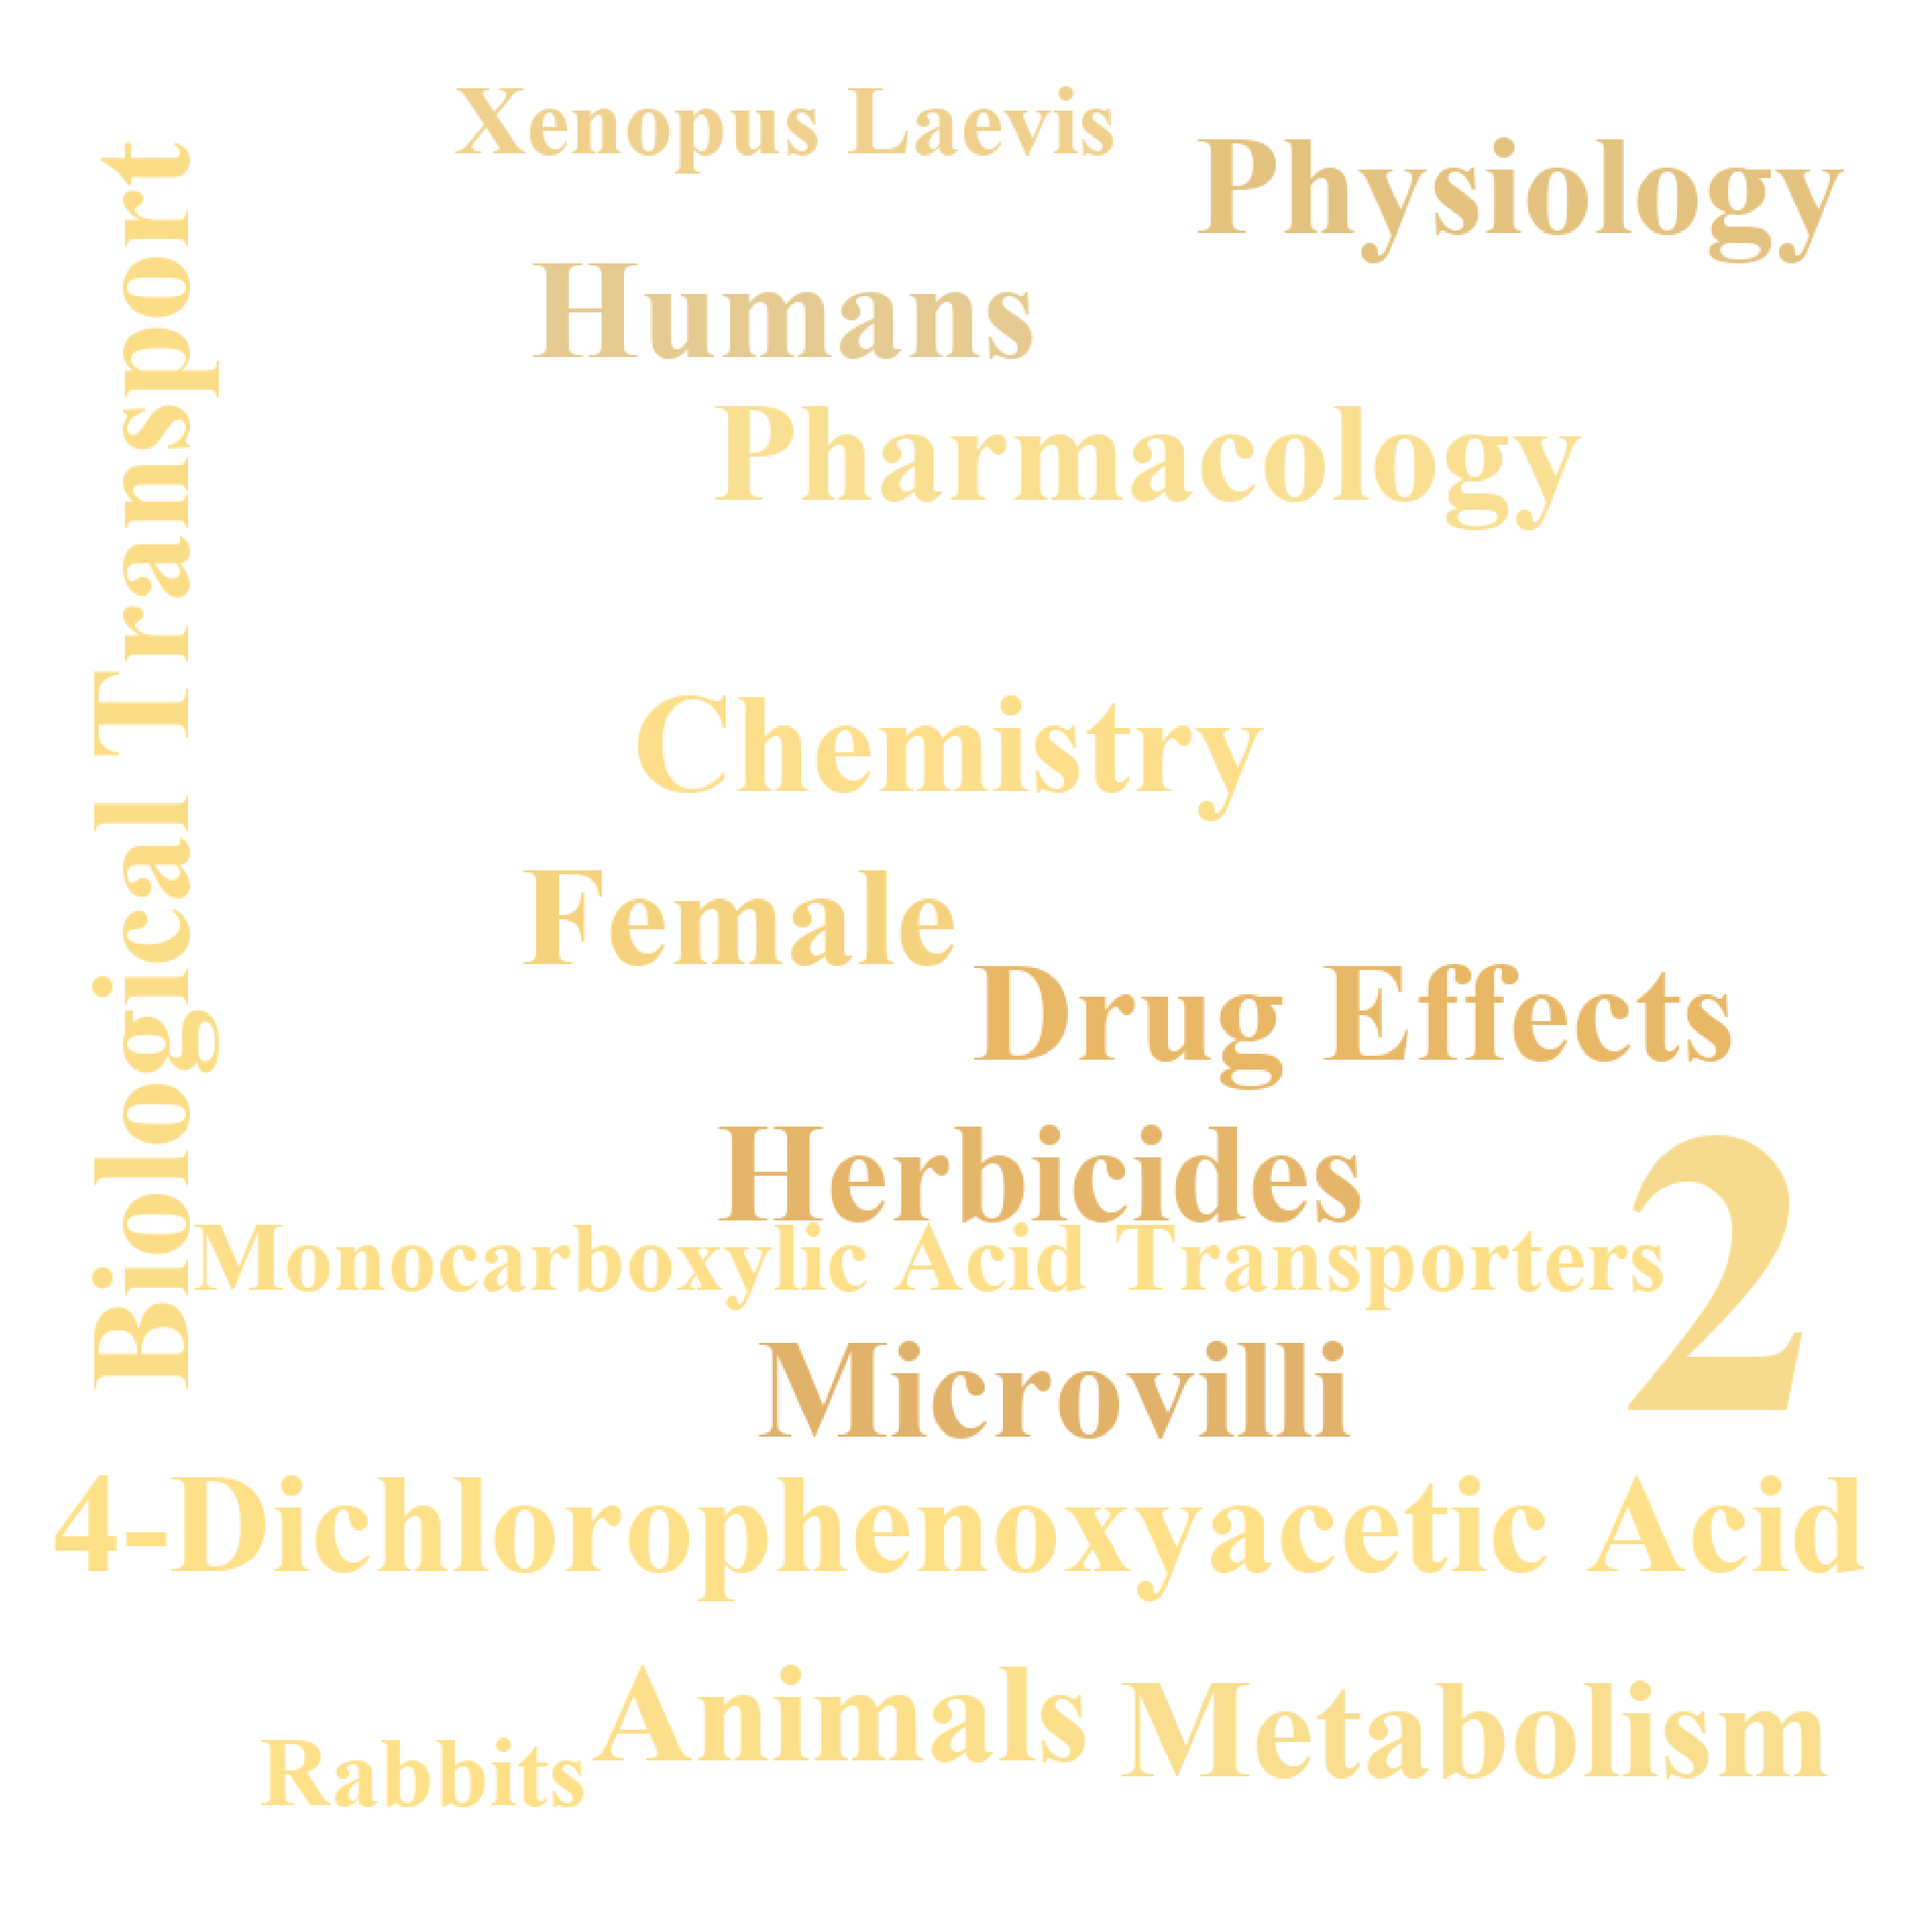 Xenopus Laevis
Physiology
Biological Transport
Humans
Pharmacology
Chemistry
Female
Drug Effects
Herbicides
2
Monocarboxylic Acid Transporters
Microvilli
4-Dichlorophenoxyacetic Acid
Animals
Metabolism
Rabbits